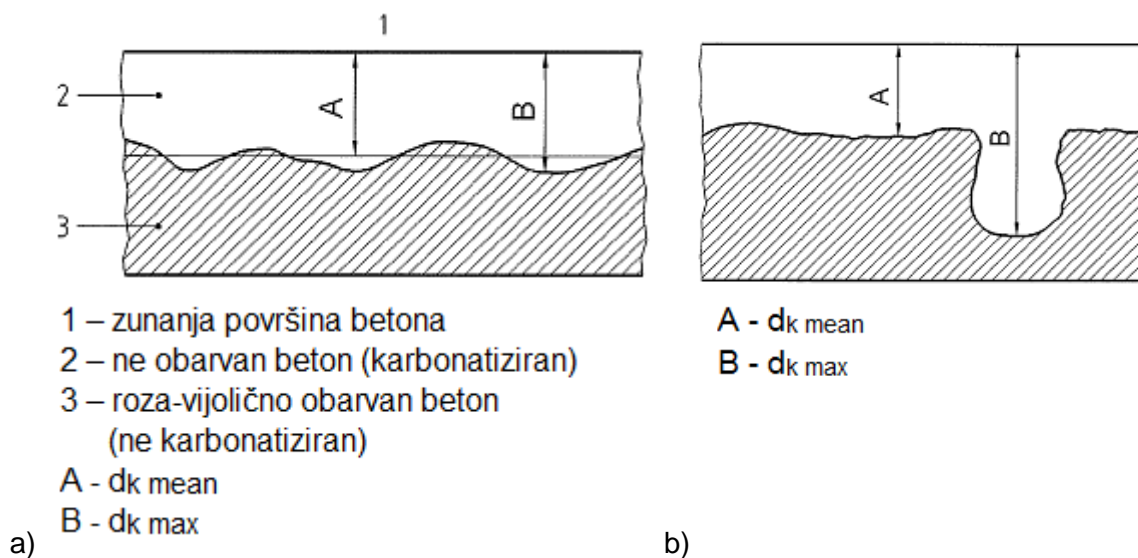 1
2
A
B
3
A
B
1 – zunanja površina betona
2 – ne obarvan beton (karbonatiziran)
3 – roza-vijolično obarvan beton
(ne karbonatiziran)
A - dk mean
B - dk max
a)
A - dk mean
B - dk max
b)